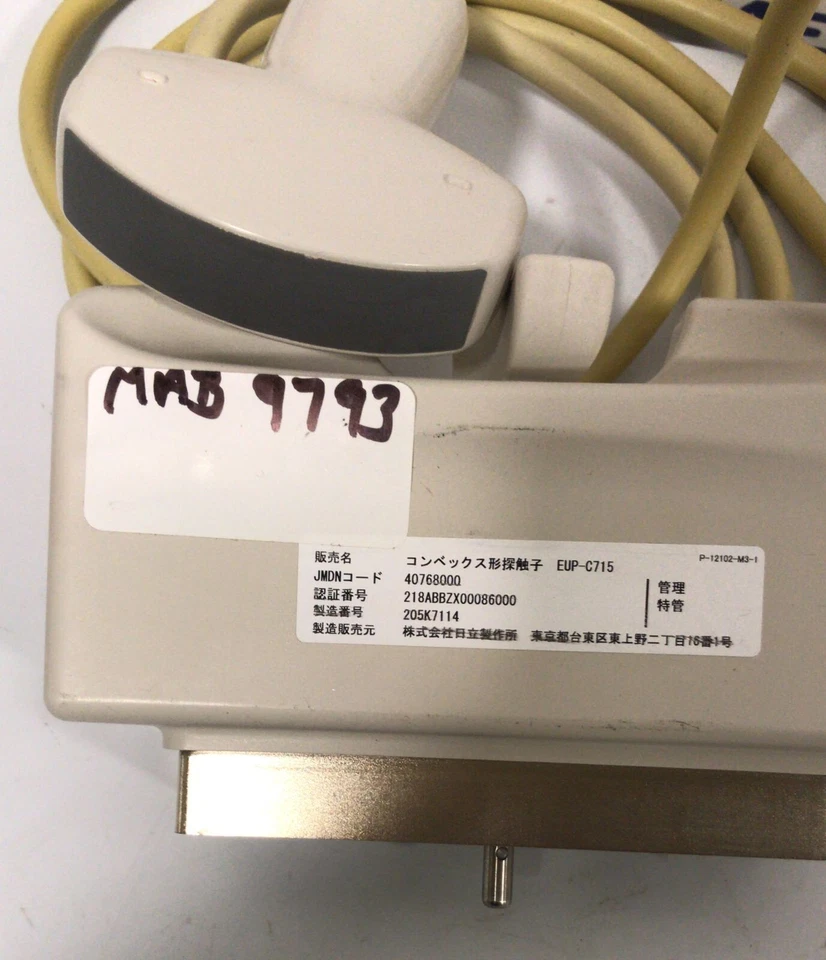 MAB 9793
販売名 コンベックス形探触子 EUP-C715 P-12102-M3-1
JMDNコード 40768000 管理
認証番号 218ABBZX00086000 特管
製造番号 205K7114
製造販売元 株式会社日立製作所 東京都台東区東上野二丁目16番1号